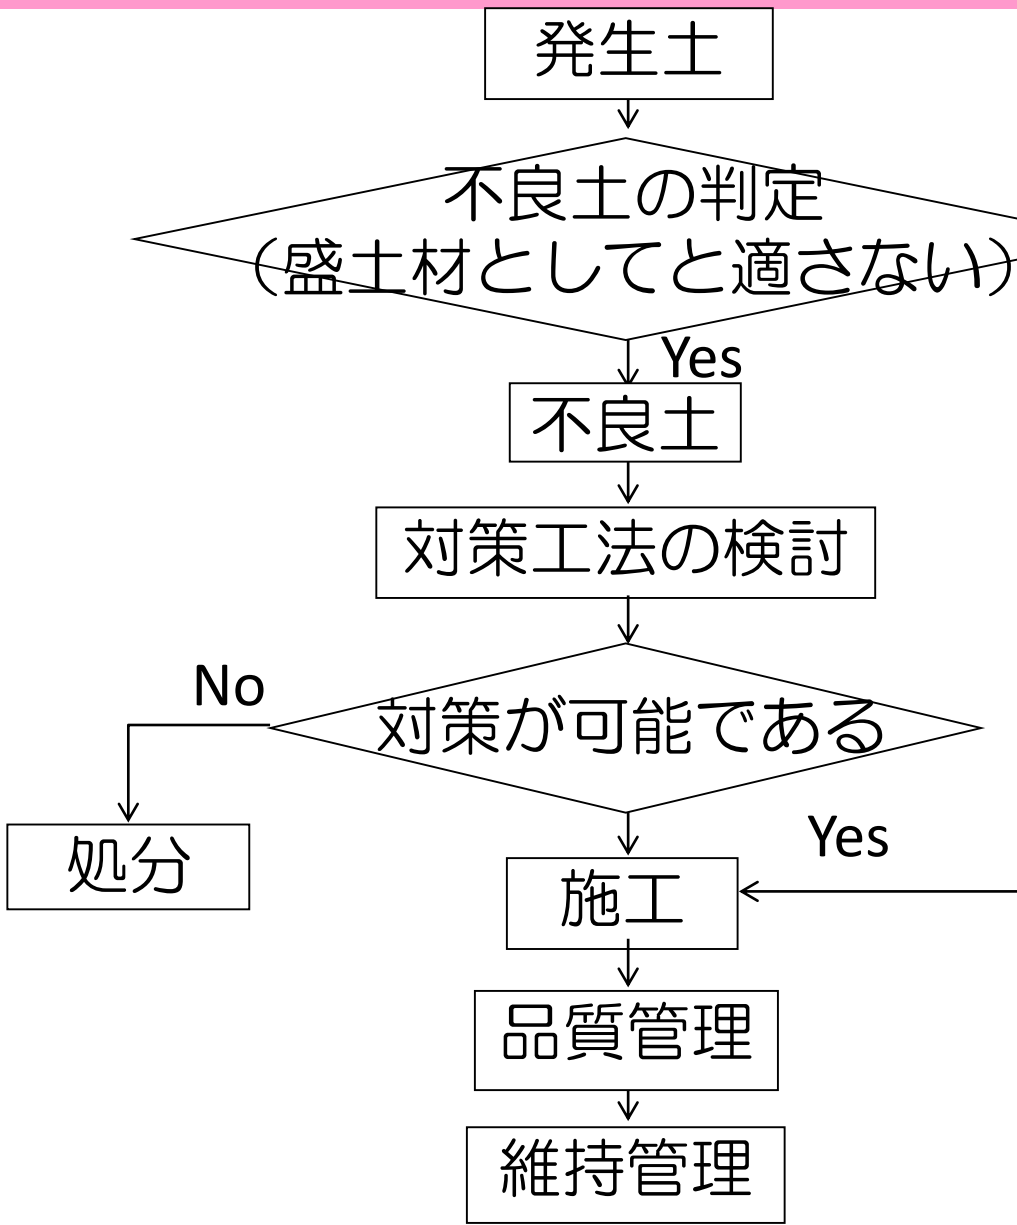 発生土
不良土の判定
（盛土材としてと適さない）
Yes
不良土
対策工法の検討
No
対策が可能である
処分
Yes
施工
品質管理
維持管理